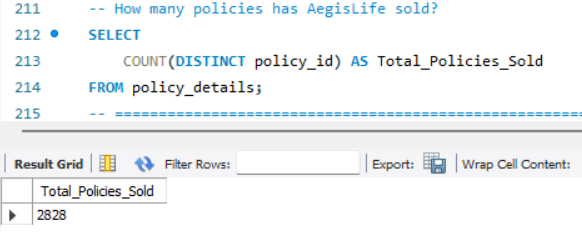 211 -- How many policies has AegisLife sold?
212 SELECT
213 COUNT(DISTINCT policy_id) AS Total_Policies_Sold
214 FROM policy_details;
215 -- =====================================================
Result Grid Filter Rows: Export: Wrap Cell Content:
Total_Policies_Sold
2828